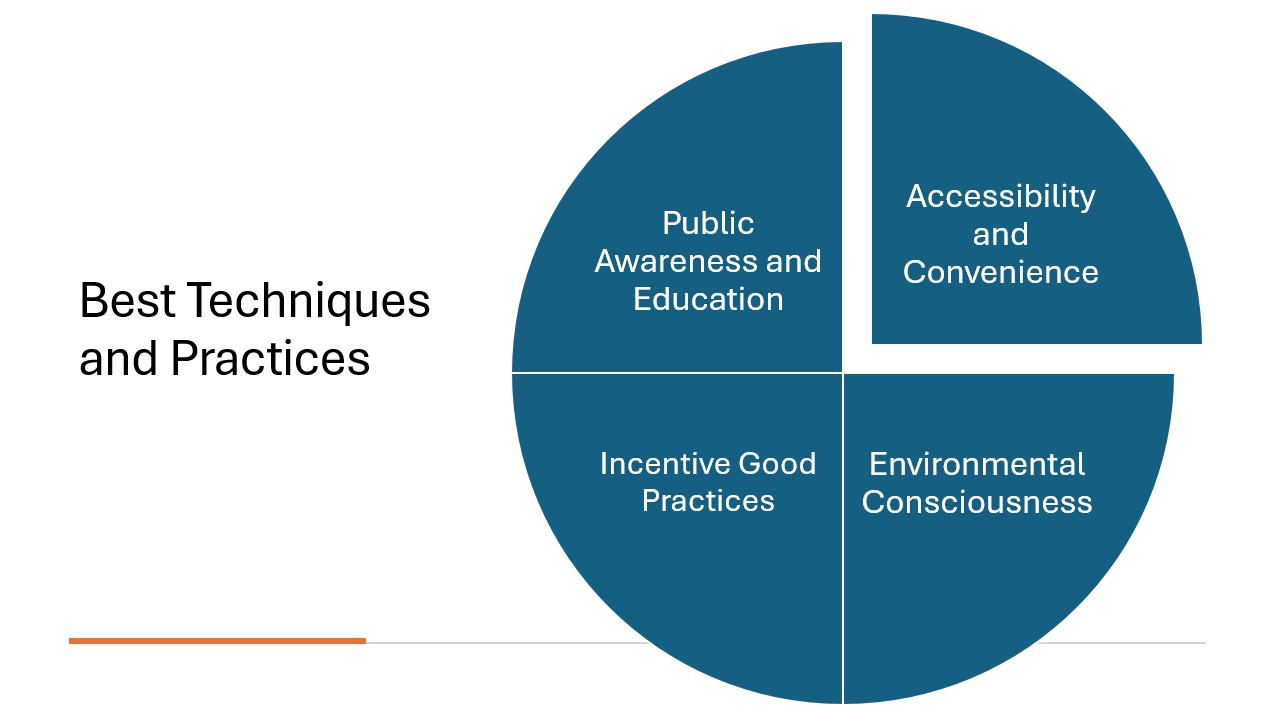 Best Techniques
and Practices
Public
Awareness and
Education
Accessibility
and
Convenience
Incentive Good
Practices
Environmental
Consciousness